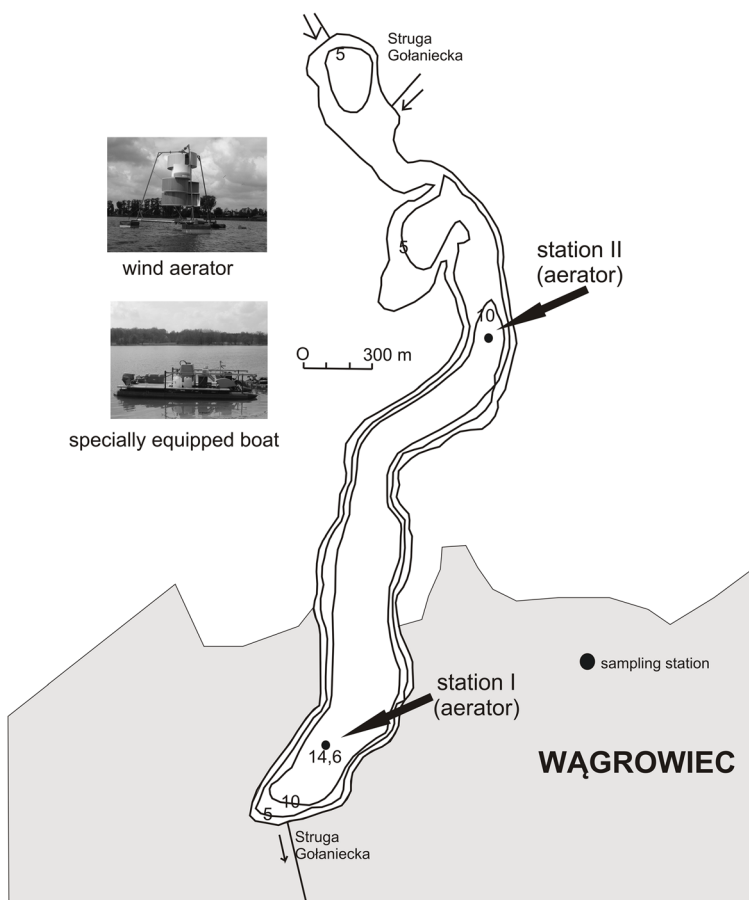 5
Struga
Gołaniecka
wind aerator
5
station II
(aerator)
10
O 300 m
specially equipped boat
sampling station
station I
(aerator)
14,6
WĄGROWIEC
10
5
Struga
Gołaniecka